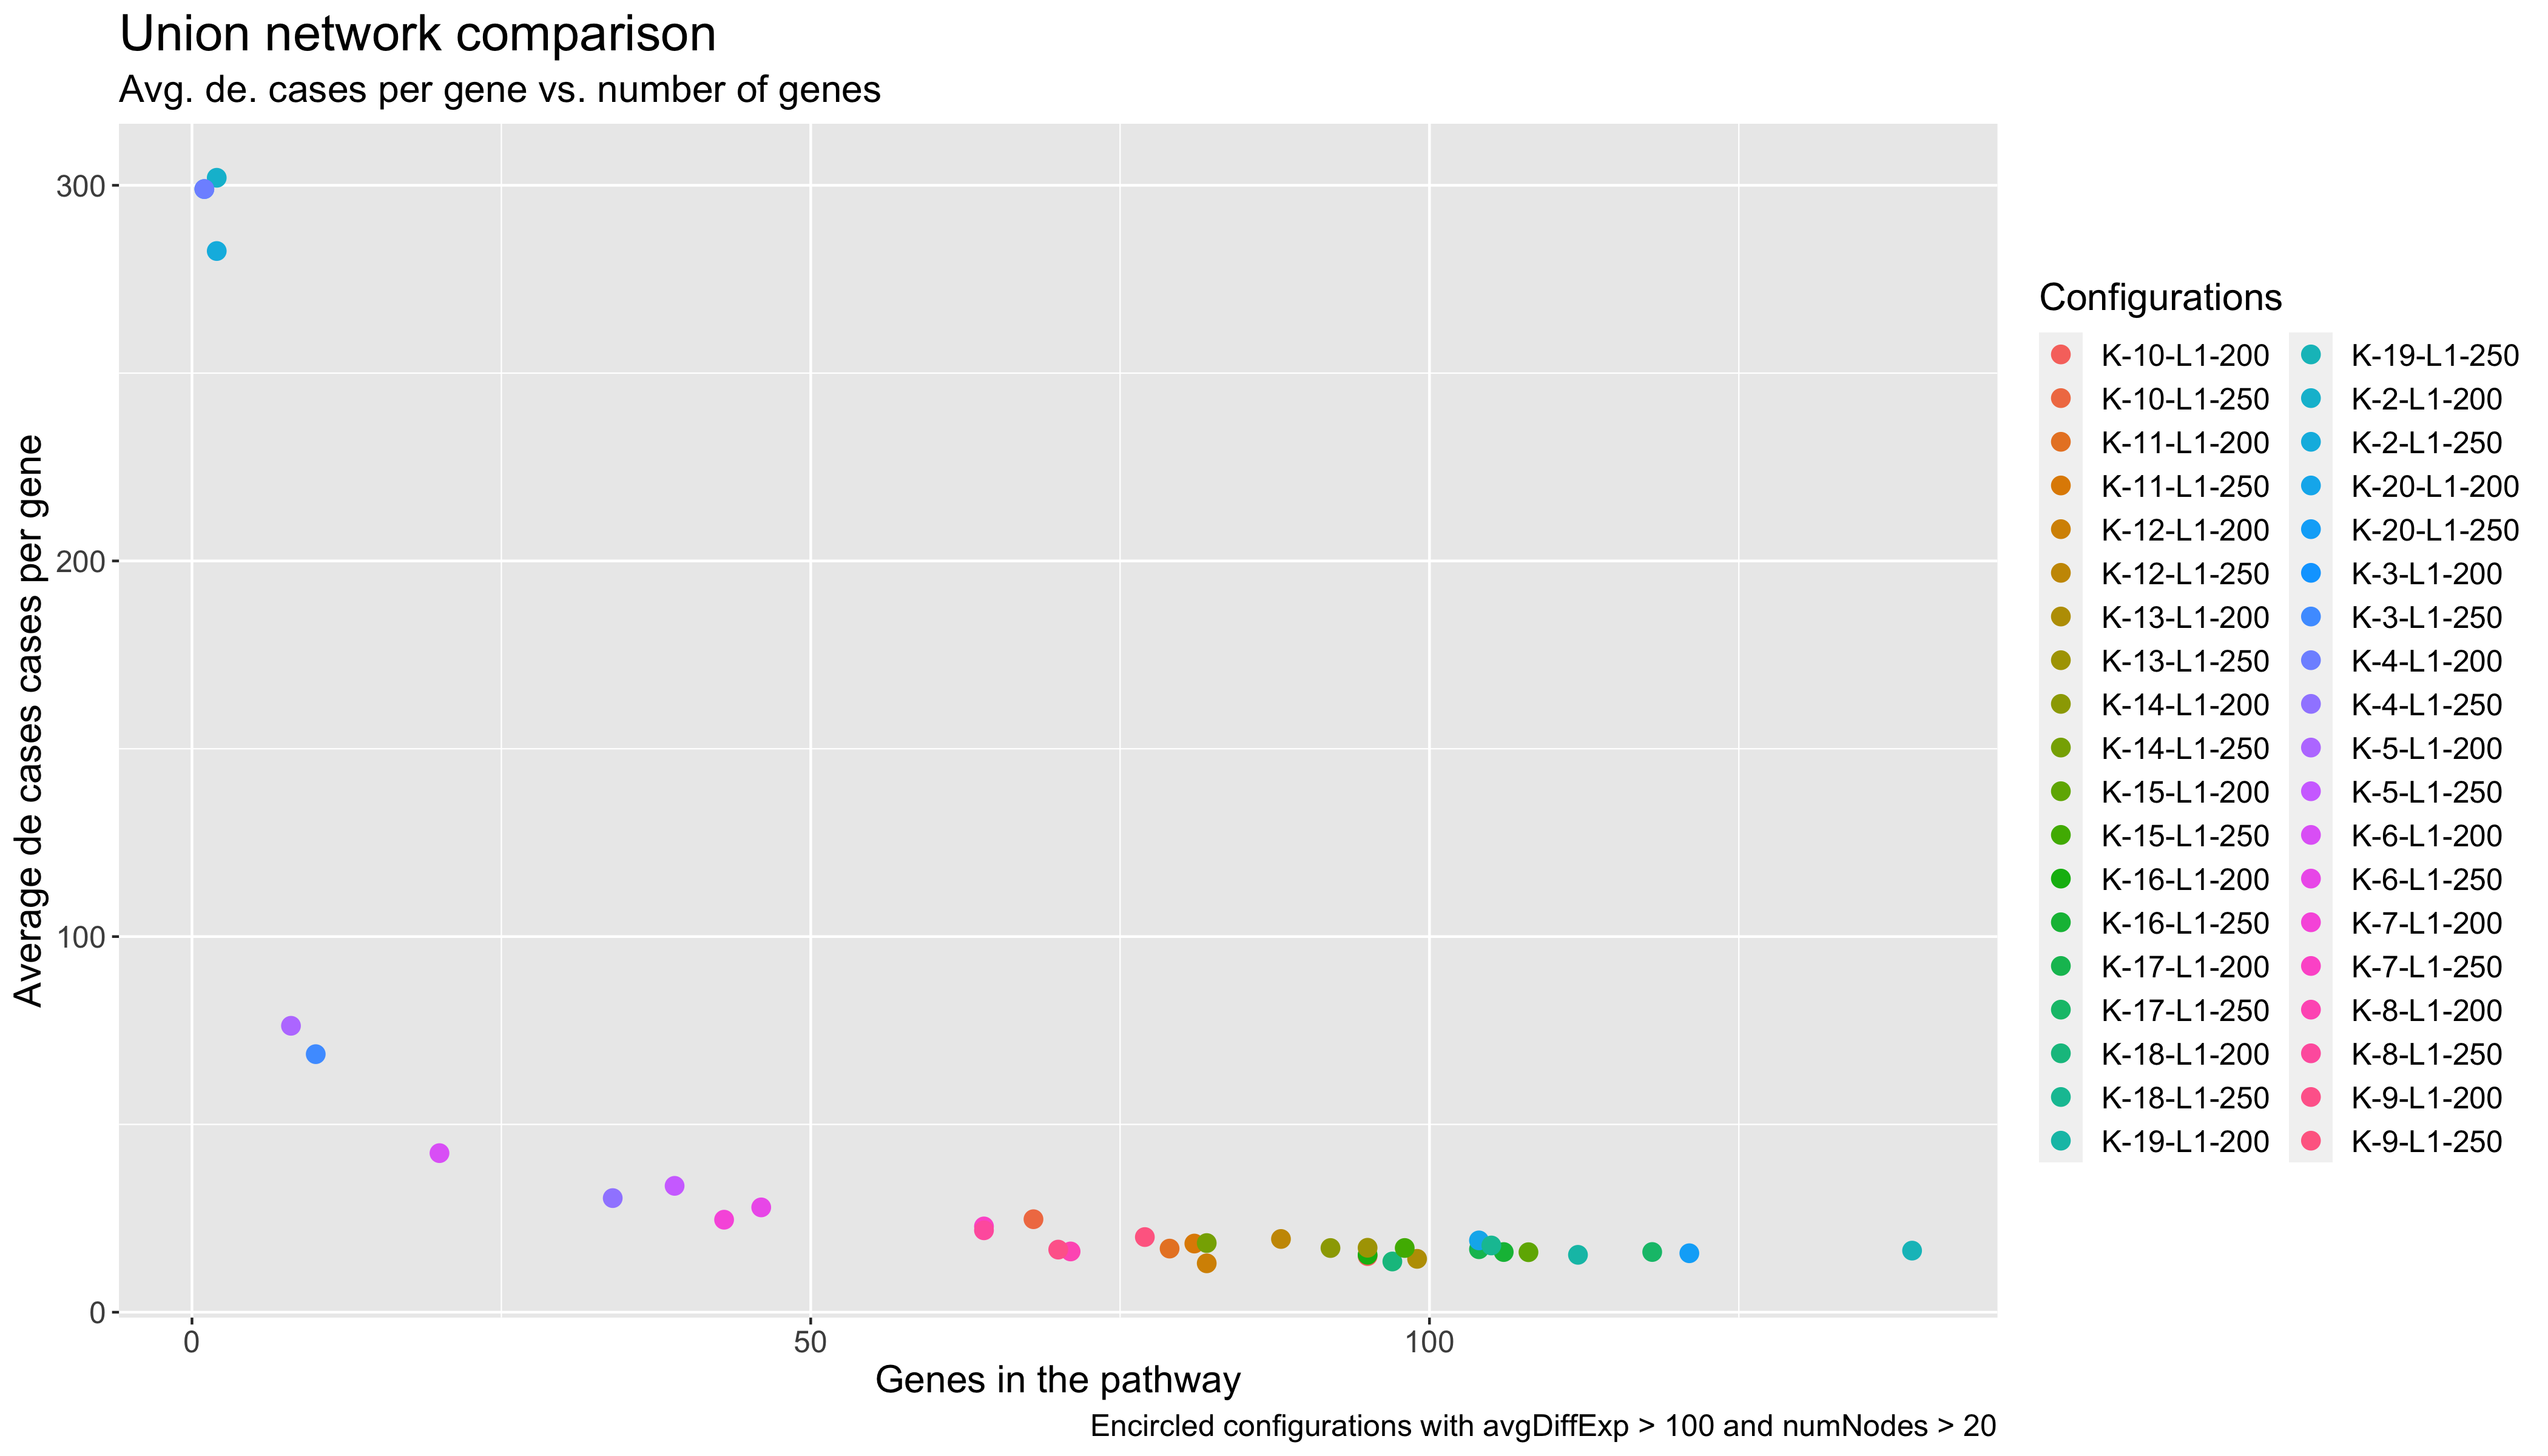 Union network comparison
Avg. de. cases per gene vs. number of genes
Average de cases cases per gene
300
200
100
0
0
50
100
Genes in the pathway
Encircled configurations with avgDiffExp > 100 and numNodes > 20
Configurations
K-10-L1-200
K-10-L1-250
K-11-L1-200
K-11-L1-250
K-12-L1-200
K-12-L1-250
K-13-L1-200
K-13-L1-250
K-14-L1-200
K-14-L1-250
K-15-L1-200
K-15-L1-250
K-16-L1-200
K-16-L1-250
K-17-L1-200
K-17-L1-250
K-18-L1-200
K-18-L1-250
K-19-L1-200
K-19-L1-250
K-2-L1-200
K-2-L1-250
K-20-L1-200
K-20-L1-250
K-3-L1-200
K-3-L1-250
K-4-L1-200
K-4-L1-250
K-5-L1-200
K-5-L1-250
K-6-L1-200
K-6-L1-250
K-7-L1-200
K-7-L1-250
K-8-L1-200
K-8-L1-250
K-9-L1-200
K-9-L1-250